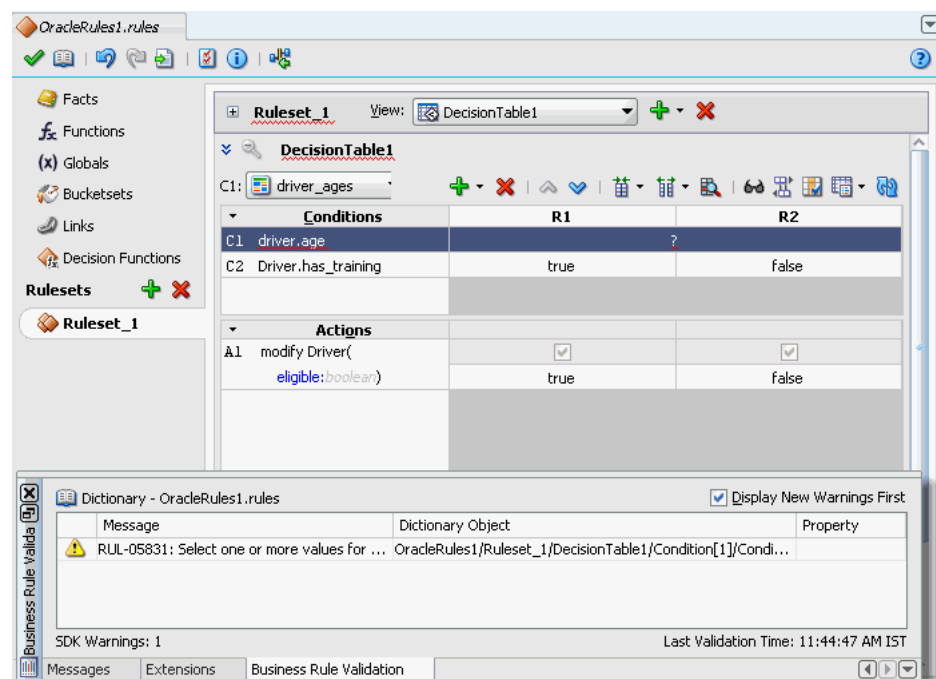 OracleRules1.rules
Facts
fx Functions
(x) Globals
Bucketsets
Links
Decision Functions
Rulesets
Ruleset_1
Ruleset_1 View: DecisionTable1
DecisionTable1
C1: driver_ages
Conditions R1 R2
C1 driver.age ?
C2 Driver.has_training true false
Actions
A1 modify Driver(
eligible:boolean) true false
Business Rule Valida
Dictionary - OracleRules1.rules Display New Warnings First
Message Dictionary Object Property
RUL-05831: Select one or more values for ... OracleRules1/Ruleset_1/DecisionTable1/Condition[1]/Condi...
SDK Warnings: 1 Last Validation Time: 11:44:47 AM IST
Messages Extensions Business Rule Validation